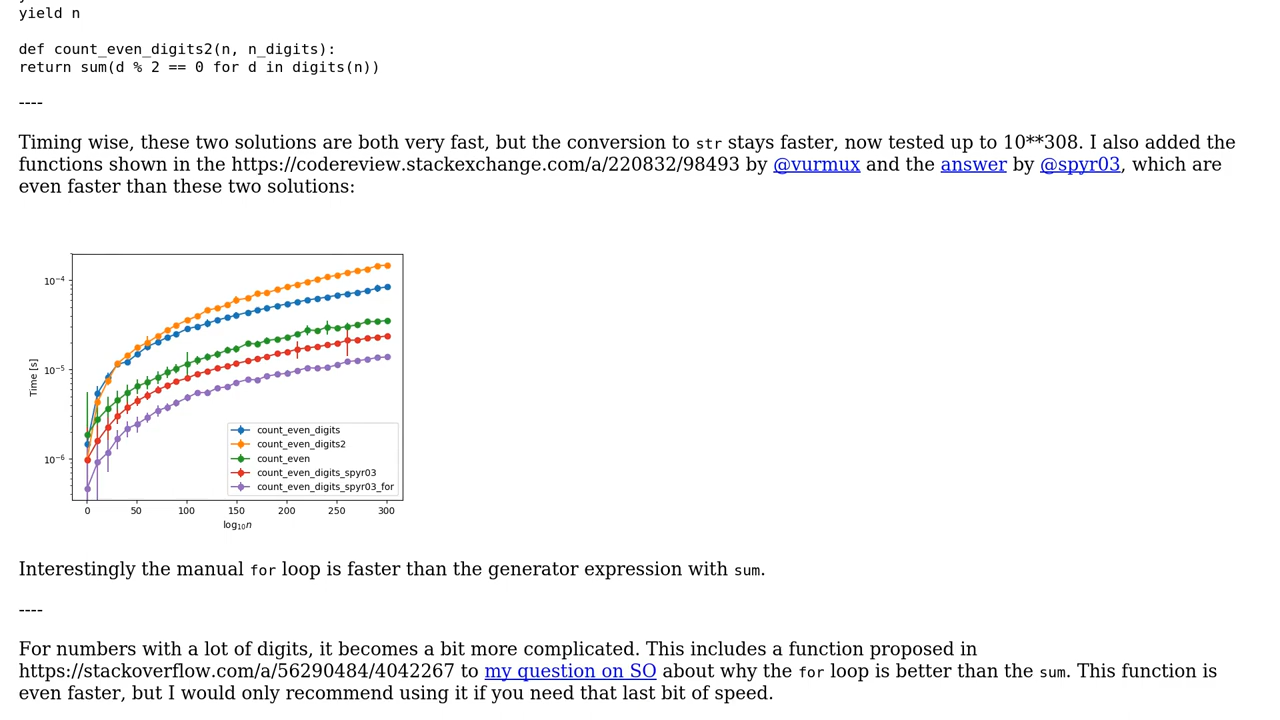 yield n
def count_even_digits2(n, n_digits):
return sum(d % 2 == 0 for d in digits(n))
----
Timing wise, these two solutions are both very fast, but the conversion to str stays faster, now tested up to 10**308. I also added the
functions shown in the https://codereview.stackexchange.com/a/220832/98493 by @vurmux and the answer by @spyr03, which are
even faster than these two solutions:
10⁻⁴
10⁻⁵
10⁻⁶
Time [s]
count_even_digits
count_even_digits2
count_even
count_even_digits_spyr03
count_even_digits_spyr03_for
0 50 100 150 200 250 300
log₁₀n
Interestingly the manual for loop is faster than the generator expression with sum.
----
For numbers with a lot of digits, it becomes a bit more complicated. This includes a function proposed in
https://stackoverflow.com/a/56290484/4042267 to my question on SO about why the for loop is better than the sum. This function is
even faster, but I would only recommend using it if you need that last bit of speed.